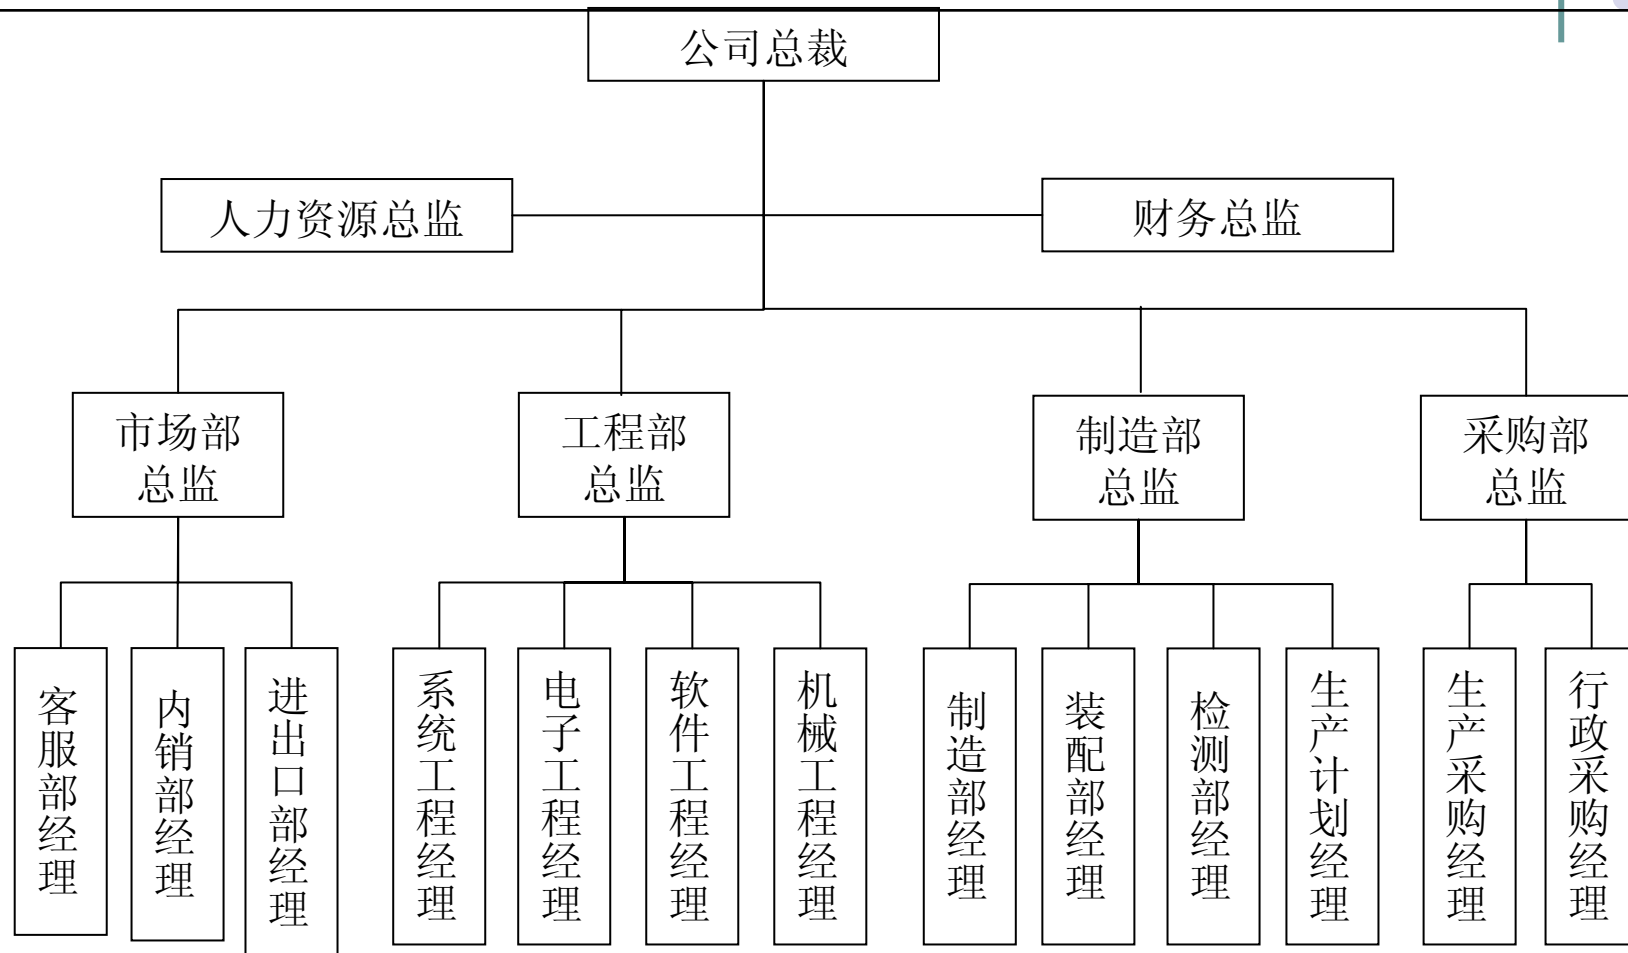 公司总裁
人力资源总监
财务总监
市场部
总监
工程部
总监
制造部
总监
采购部
总监
客服部经理
内销部经理
进出口部经理
系统工程经理
电子工程经理
软件工程经理
机械工程经理
制造部经理
装配部经理
检测部经理
生产计划经理
生产采购经理
行政采购经理